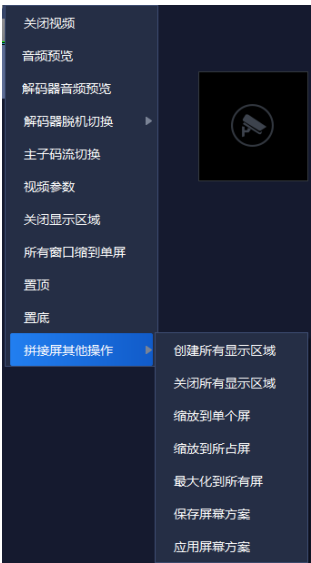 关闭视频
音频预览
解码器音频预览
解码器脱机切换
主子码流切换
视频参数
关闭显示区域
所有窗口缩到单屏
置顶
置底
拼接屏其他操作
创建所有显示区域
关闭所有显示区域
缩放到单个屏
缩放到所占屏
最大化到所有屏
保存屏幕方案
应用屏幕方案